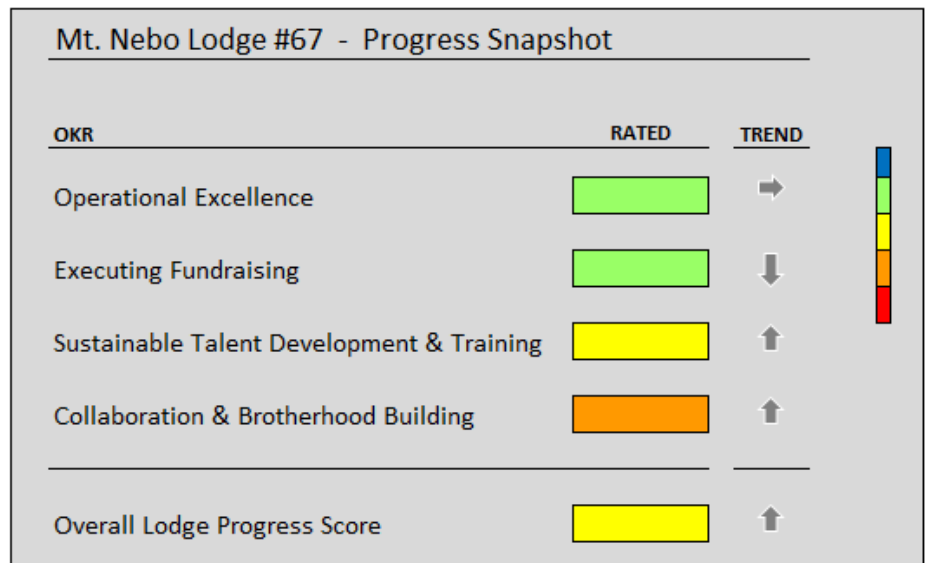 Mt. Nebo Lodge #67 - Progress Snapshot
OKR RATED TREND
Operational Excellence
Executing Fundraising
Sustainable Talent Development & Training
Collaboration & Brotherhood Building
Overall Lodge Progress Score